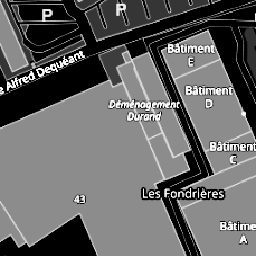 P
P
Alfred Dequéant
Bâtiment
E
Déménagement
Durand
Bâtiment
D
Bâtiment
C
Les Fondrières
43
Bâtime
A